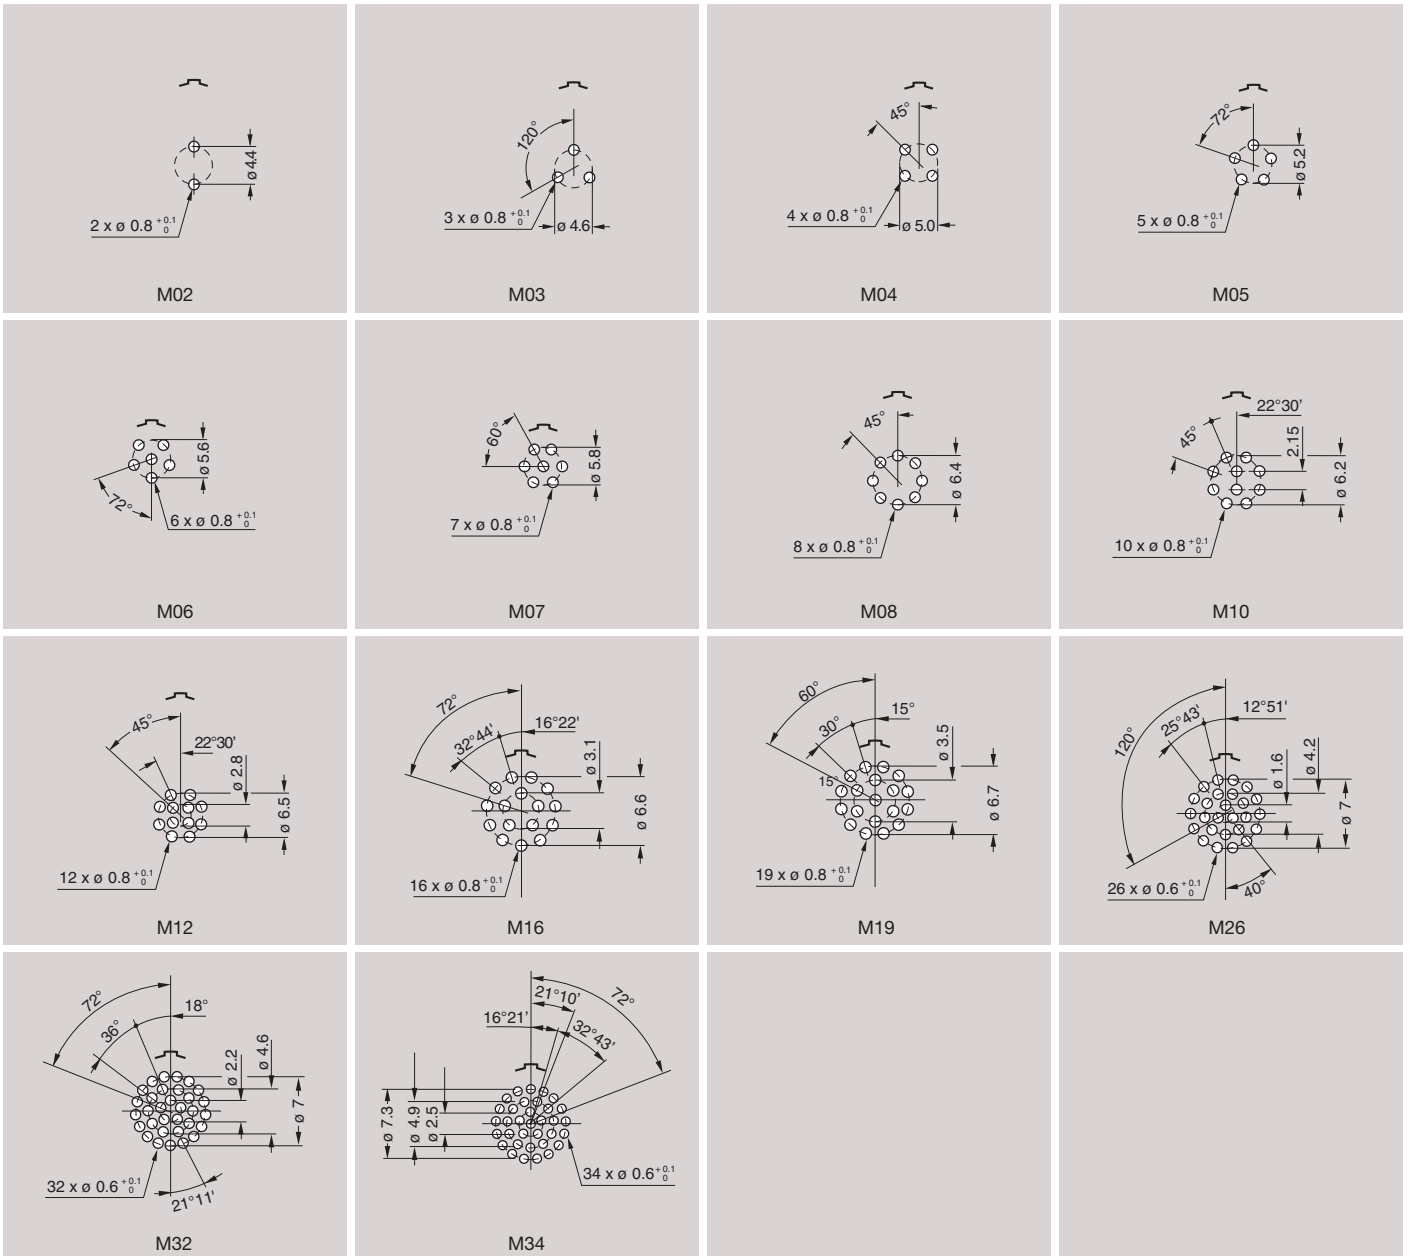 ø 4.4
2 x ø 0.8 +0.1 0
M02
120°
3 x ø 0.8 +0.1 0
ø 4.6
M03
45°
4 x ø 0.8 +0.1 0
ø 5.0
M04
72°
ø 5.2
5 x ø 0.8 +0.1 0
M05
ø 5.6
72°
6 x ø 0.8 +0.1 0
M06
60°
ø 5.8
7 x ø 0.8 +0.1 0
M07
45°
ø 6.4
8 x ø 0.8 +0.1 0
M08
22°30'
45°
2.15
ø 6.2
10 x ø 0.8 +0.1 0
M10
45°
22°30'
ø 2.8
ø 6.5
12 x ø 0.8 +0.1 0
M12
72°
32°44'
16°22'
ø 3.1
ø 6.6
16 x ø 0.8 +0.1 0
M16
60°
30°
15°
15°
ø 3.5
ø 6.7
19 x ø 0.8 +0.1 0
M19
120°
25°43'
12°51'
ø 1.6
ø 4.2
ø 7
26 x ø 0.6 +0.1 0
40°
M26
72°
36°
18°
ø 2.2
ø 4.6
ø 7
32 x ø 0.6 +0.1 0
21°11'
M32
21°10'
72°
16°21'
32°43'
ø 7.3
ø 4.9
ø 2.5
34 x ø 0.6 +0.1 0
M34